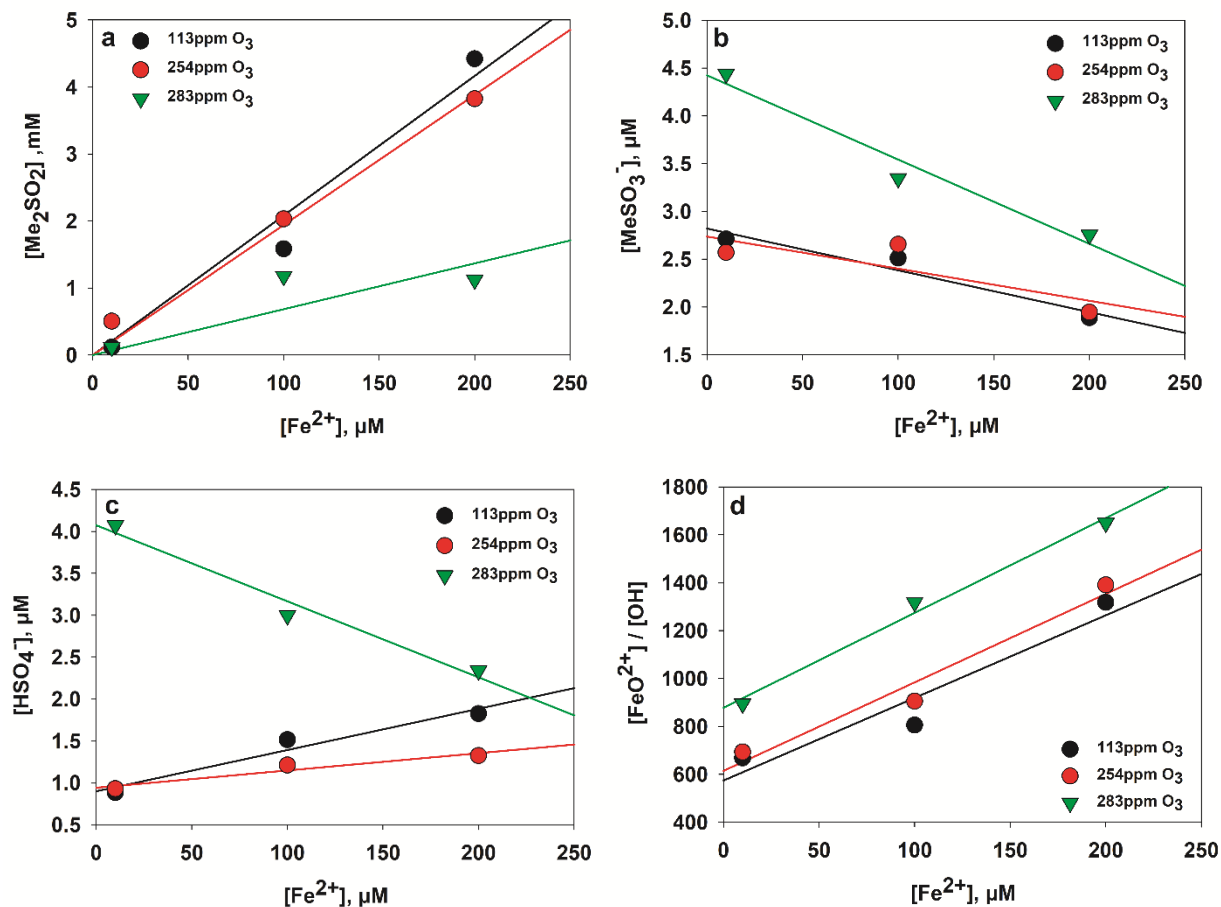 a
113ppm O3
254ppm O3
283ppm O3
[Me2SO2] ,mM
5
4
3
2
1
0
0 50 100 150 200 250
[Fe2+], µM
b
113ppm O3
254ppm O3
283ppm O3
[MeSO3-], µM
5.0
4.5
4.0
3.5
3.0
2.5
2.0
1.5
0 50 100 150 200 250
[Fe2+], µM
c
113ppm O3
254ppm O3
283ppm O3
[HSO4-], µM
4.5
4.0
3.5
3.0
2.5
2.0
1.5
1.0
0.5
0 50 100 150 200 250
[Fe2+], µM
d
[FeO2+] / [OH]
1800
1600
1400
1200
1000
800
600
400
113ppm O3
254ppm O3
283ppm O3
0 50 100 150 200 250
[Fe2+], µM